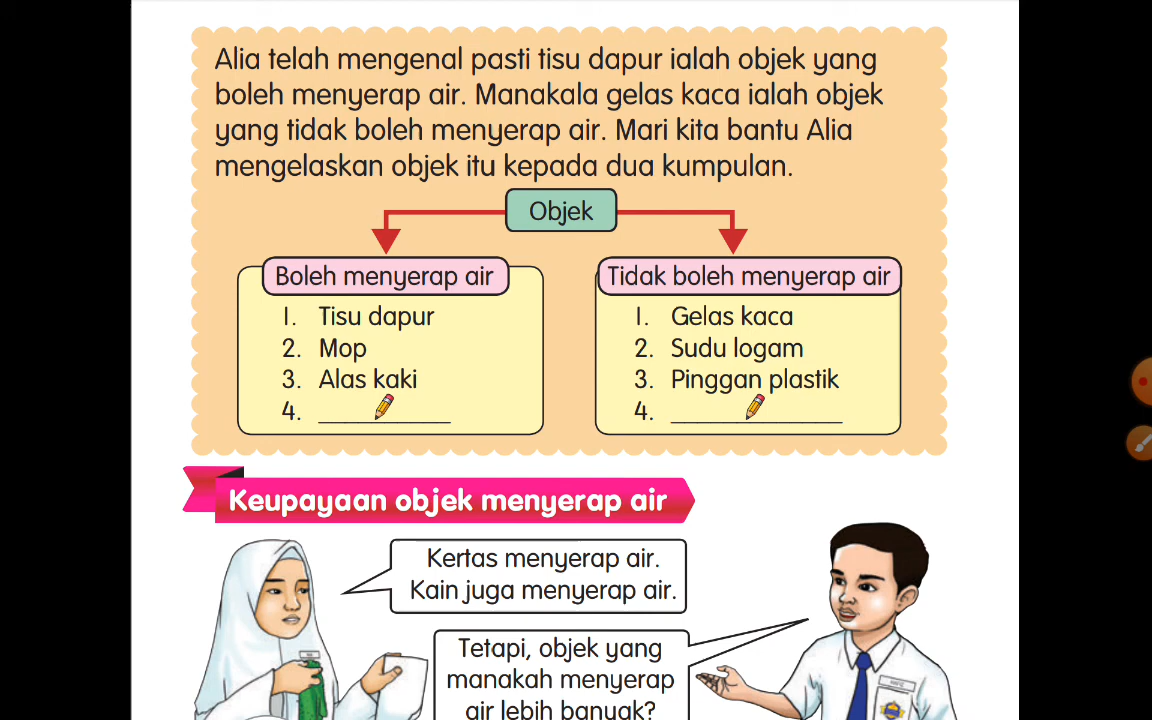 Alia telah mengenal pasti tisu dapur ialah objek yang
boleh menyerap air. Manakala gelas kaca ialah objek
yang tidak boleh menyerap air. Mari kita bantu Alia
mengelaskan objek itu kepada dua kumpulan.
Objek
Boleh menyerap air
1. Tisu dapur
2. Mop
3. Alas kaki
4. ___________
Tidak boleh menyerap air
1. Gelas kaca
2. Sudu logam
3. Pinggan plastik
4. ______________
Keupayaan objek menyerap air
Kertas menyerap air.
Kain juga menyerap air.
Tetapi, objek yang
manakah menyerap
air lebih banyak?